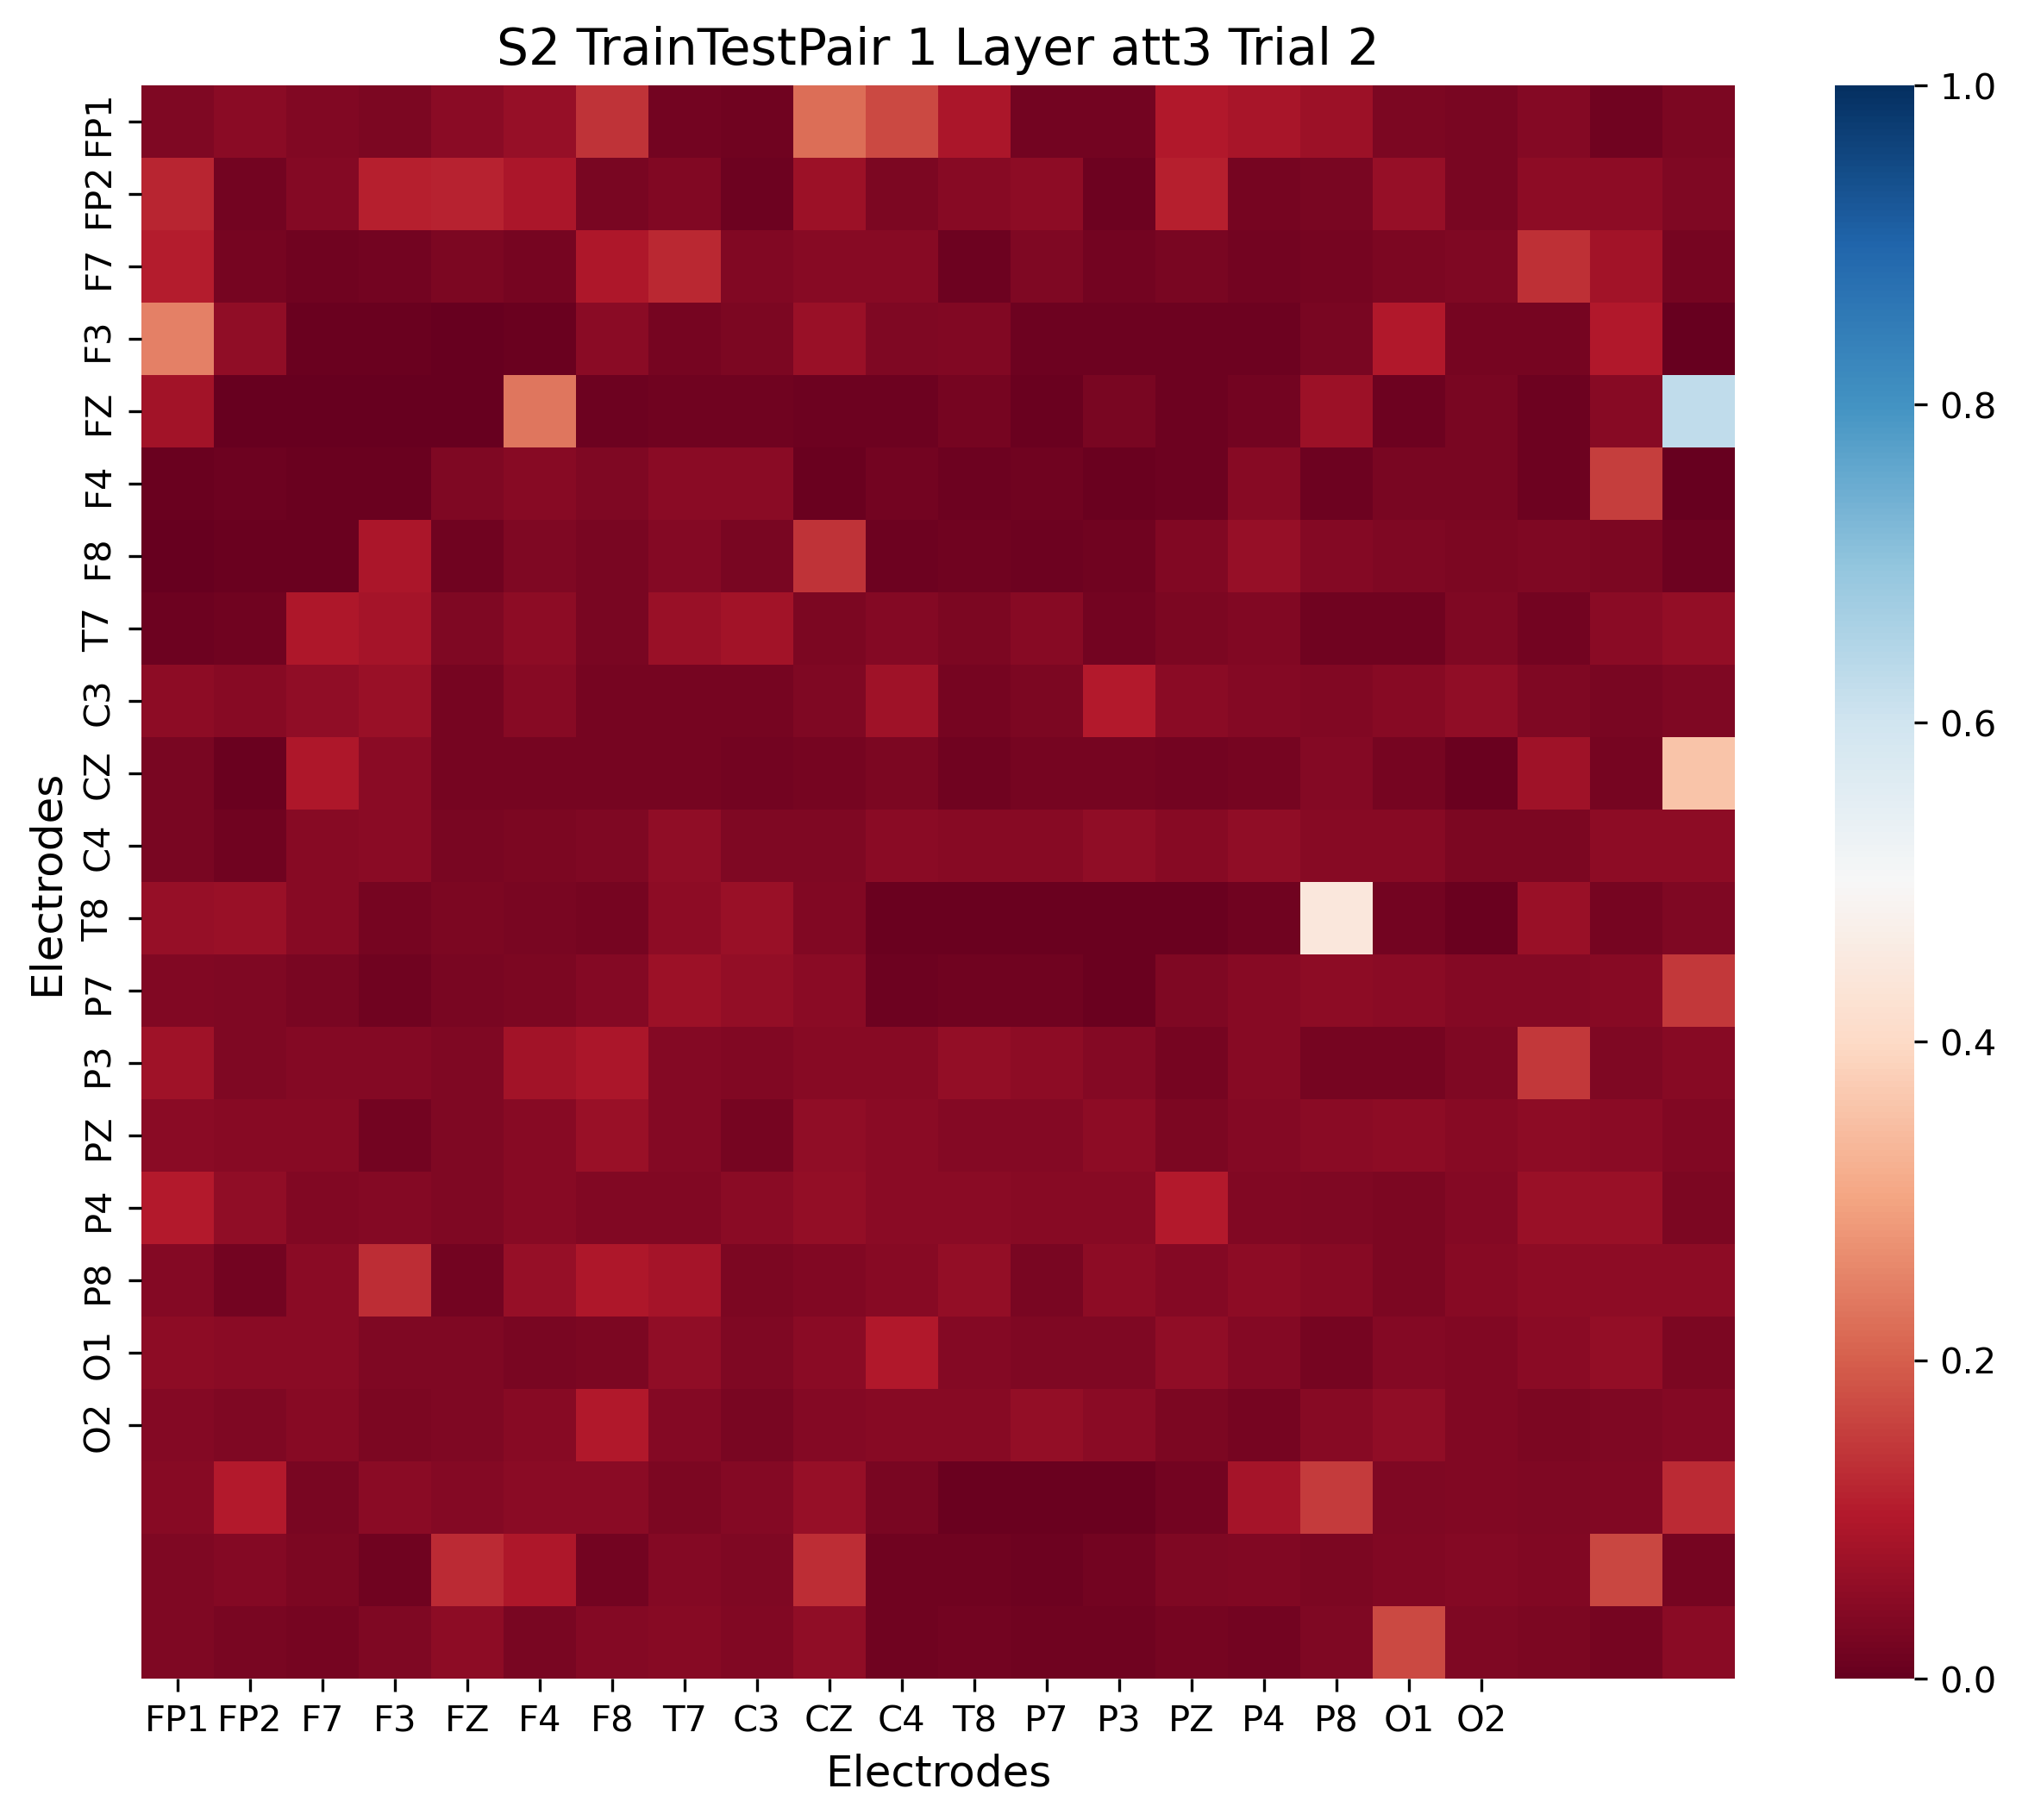 S2 TrainTestPair 1 Layer att3 Trial 2
Electrodes
FP1
FP2
F7
F3
FZ
F4
F8
T7
C3
CZ
C4
T8
P7
P3
PZ
P4
P8
O1
O2
FP1 FP2 F7 F3 FZ F4 F8 T7 C3 CZ C4 T8 P7 P3 PZ P4 P8 O1 O2
Electrodes
1.0
0.8
0.6
0.4
0.2
0.0